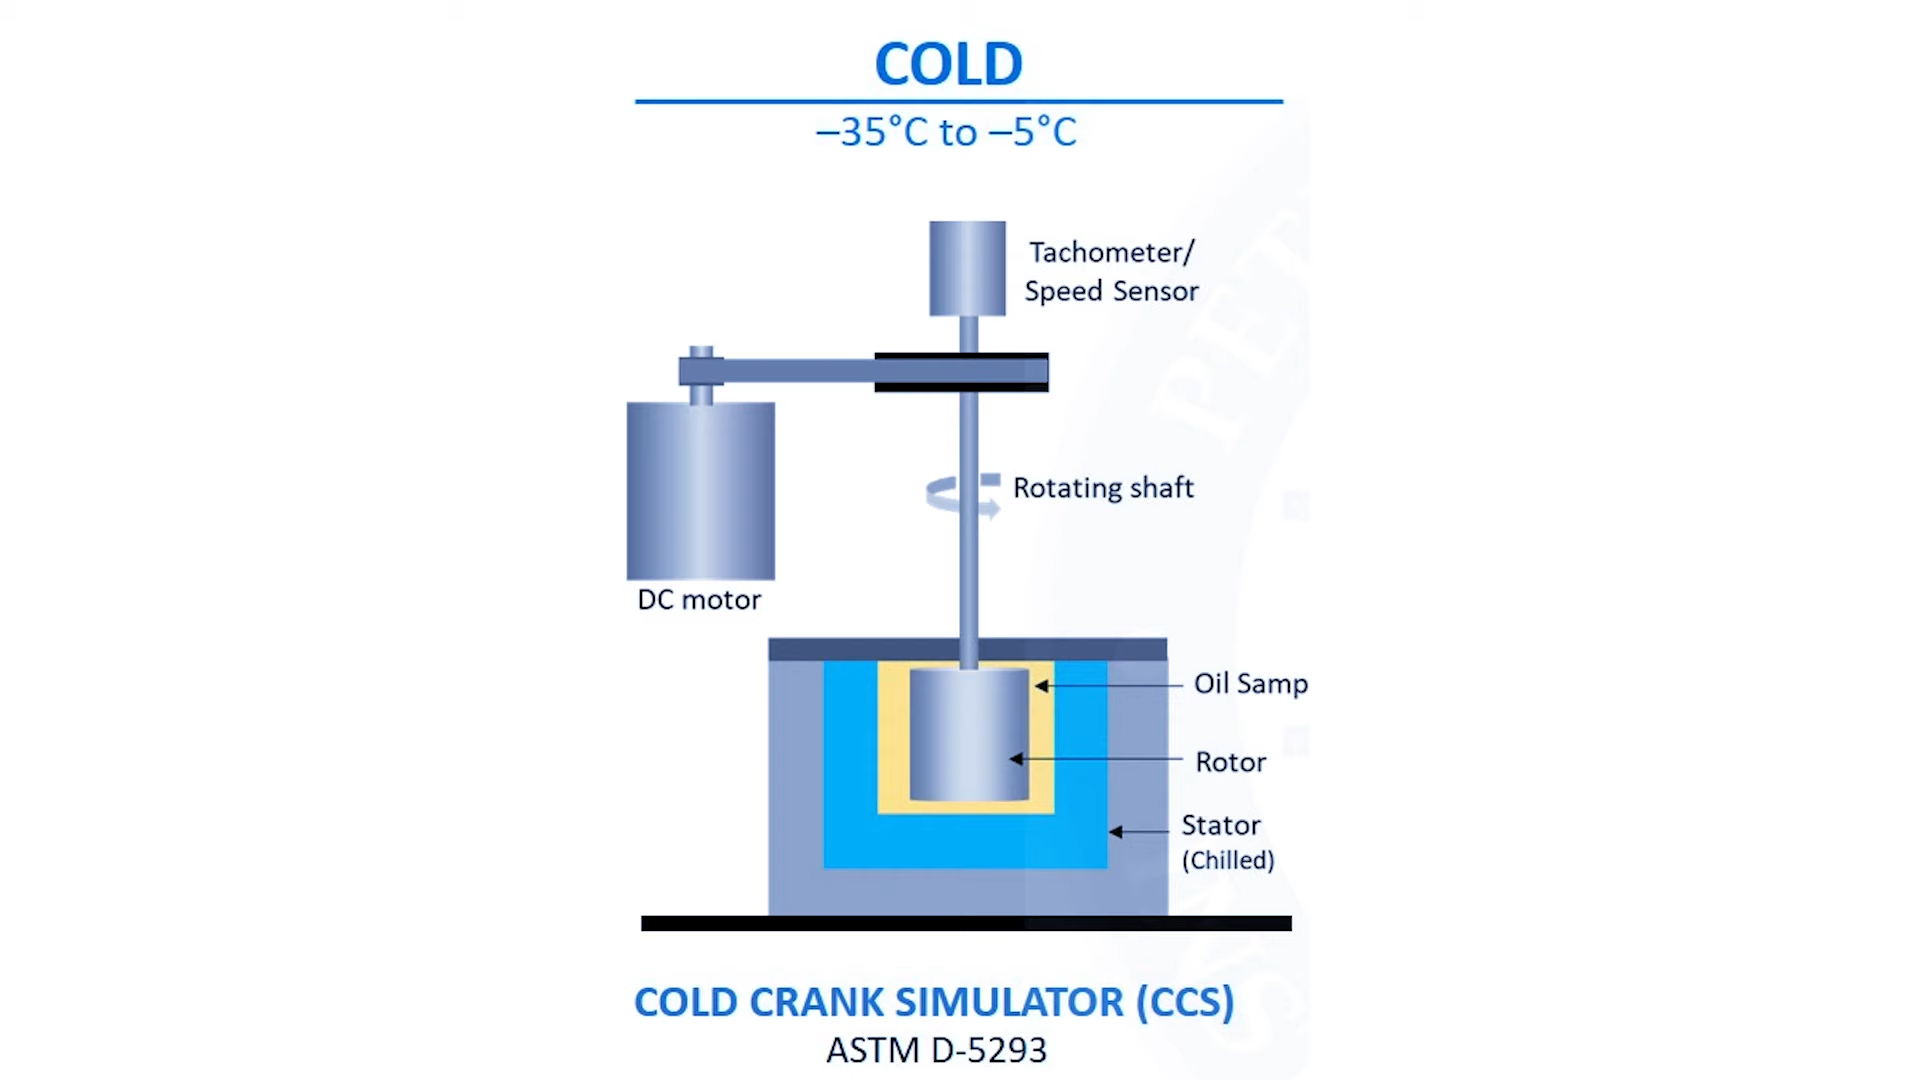 COLD
–35°C to –5°C
Tachometer/
Speed Sensor
Rotating shaft
DC motor
Oil Samp
Rotor
Stator
(Chilled)
COLD CRANK SIMULATOR (CCS)
ASTM D-5293